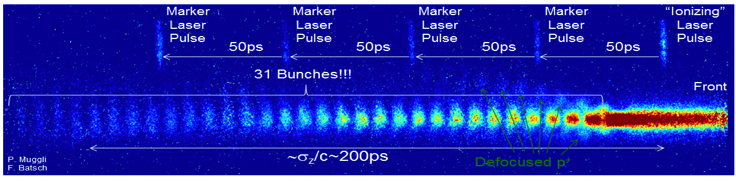 Marker
Laser
Pulse
Marker
Laser
Pulse
Marker
Laser
Pulse
Marker
Laser
Pulse
"Ionizing"
Laser
Pulse
50ps
50ps
50ps
50ps
31 Bunches!!!
Front
~σz/c~200ps
Defocused p⁺
P. Muggli
F. Batsch